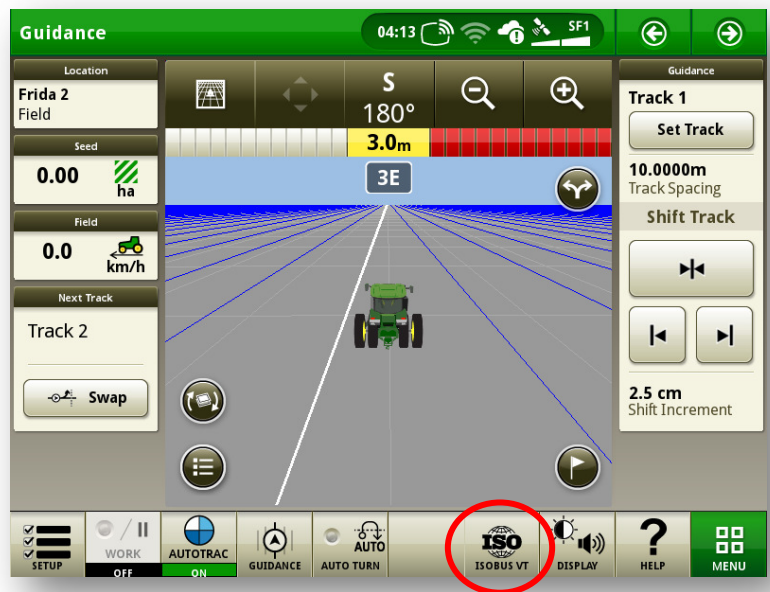 Guidance
04:13
SF1
Location
Frida 2
Field
Seed
0.00
ha
Field
0.0
km/h
Next Track
Track 2
Swap
S
180°
3.0m
3E
Guidance
Track 1
Set Track
10.0000m
Track Spacing
Shift Track
2.5 cm
Shift Increment
SETUP
WORK
OFF
AUTOTRAC
ON
GUIDANCE
AUTO
AUTO TURN
ISO
ISOBUS VT
DISPLAY
?
HELP
MENU